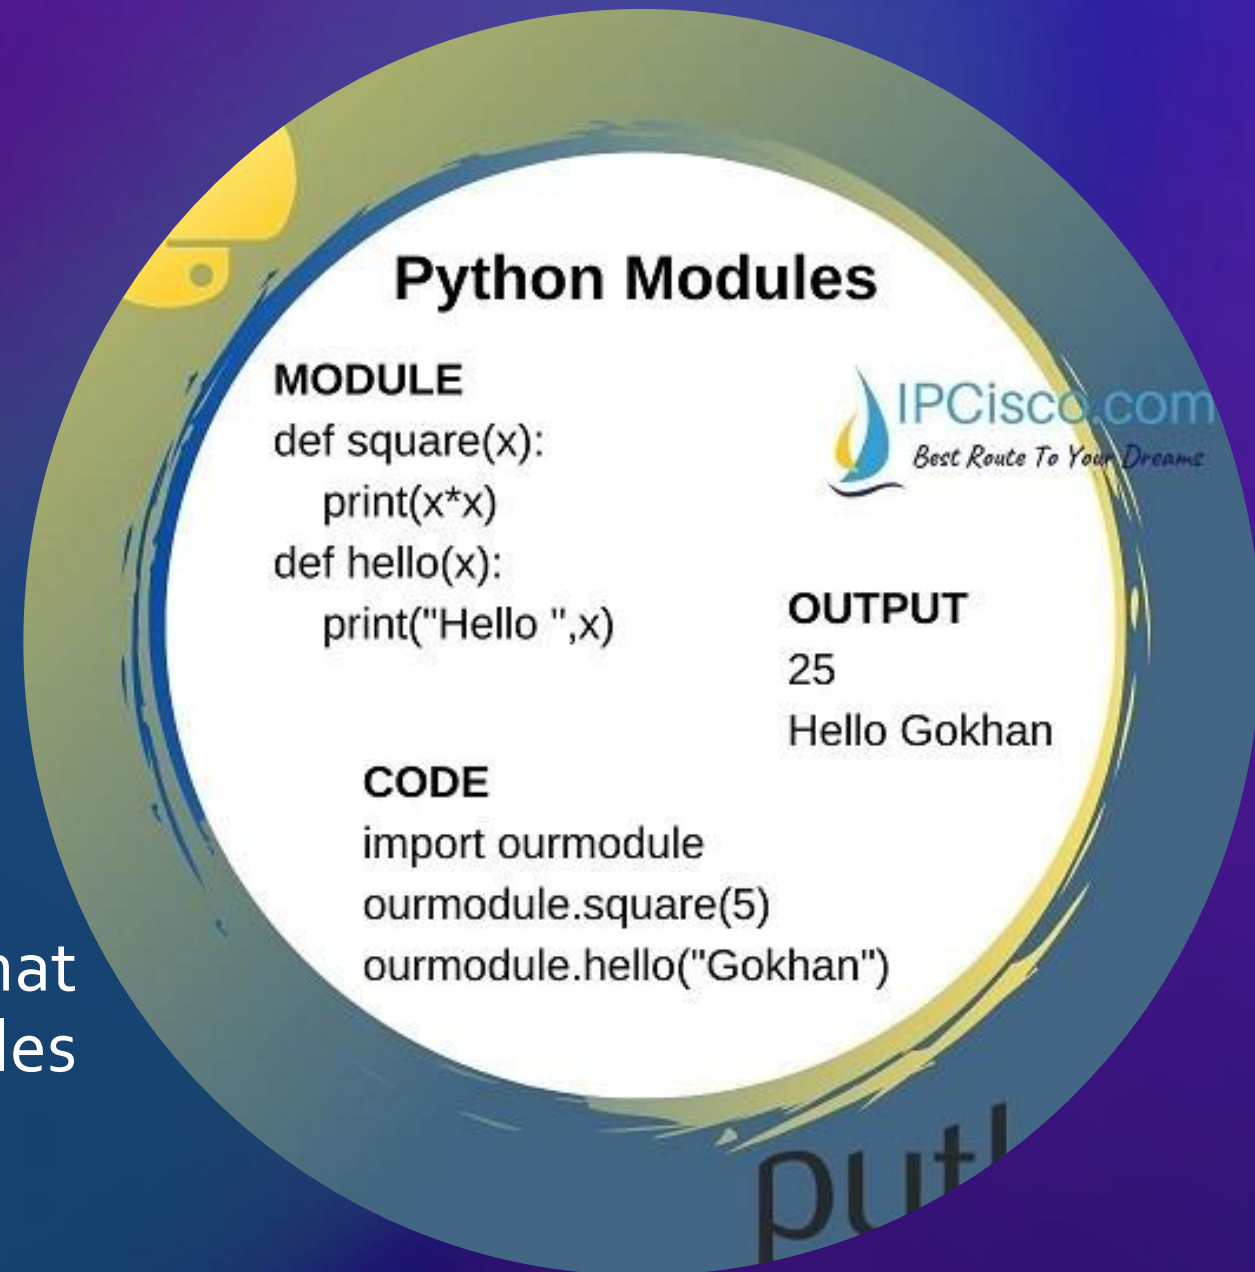 Python Modules
MODULE
def square(x):
print(x*x)
def hello(x):
print("Hello ",x)
IPCisco.com
Best Route To Your Dreams
OUTPUT
25
Hello Gokhan
CODE
import ourmodule
ourmodule.square(5)
ourmodule.hello("Gokhan")